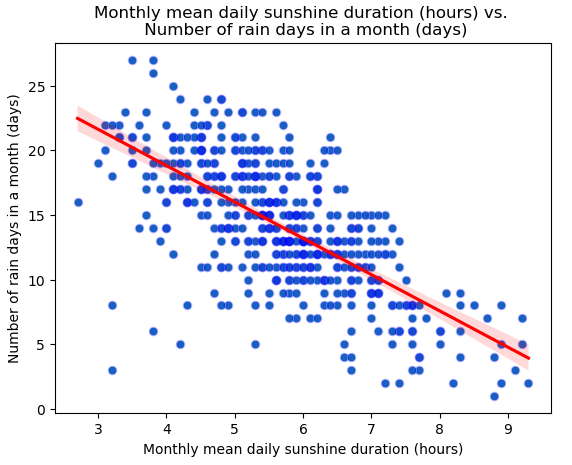 Monthly mean daily sunshine duration (hours) vs.
Number of rain days in a month (days)
Number of rain days in a month (days)
25
20
15
10
5
0
3 4 5 6 7 8 9
Monthly mean daily sunshine duration (hours)